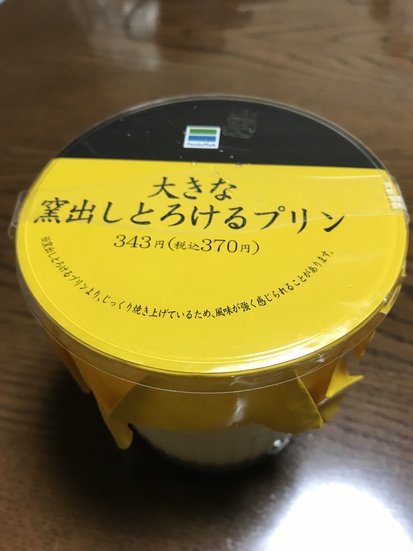 FamilyMart
大きな
窯出しとろけるプリン
343円(税込370円)
※窯出しとろけるプリンより、じっくり焼き上げているため、風味が強く感じられることがあります。